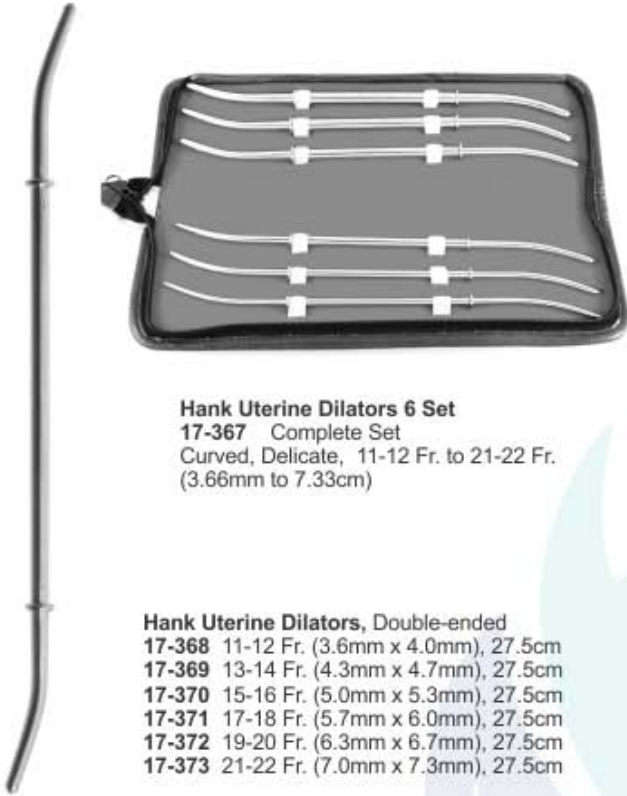 Hank Uterine Dilators 6 Set
17-367 Complete Set
Curved, Delicate, 11-12 Fr. to 21-22 Fr.
(3.66mm to 7.33cm)
Hank Uterine Dilators, Double-ended
17-368 11-12 Fr. (3.6mm x 4.0mm), 27.5cm
17-369 13-14 Fr. (4.3mm x 4.7mm), 27.5cm
17-370 15-16 Fr. (5.0mm x 5.3mm), 27.5cm
17-371 17-18 Fr. (5.7mm x 6.0mm), 27.5cm
17-372 19-20 Fr. (6.3mm x 6.7mm), 27.5cm
17-373 21-22 Fr. (7.0mm x 7.3mm), 27.5cm